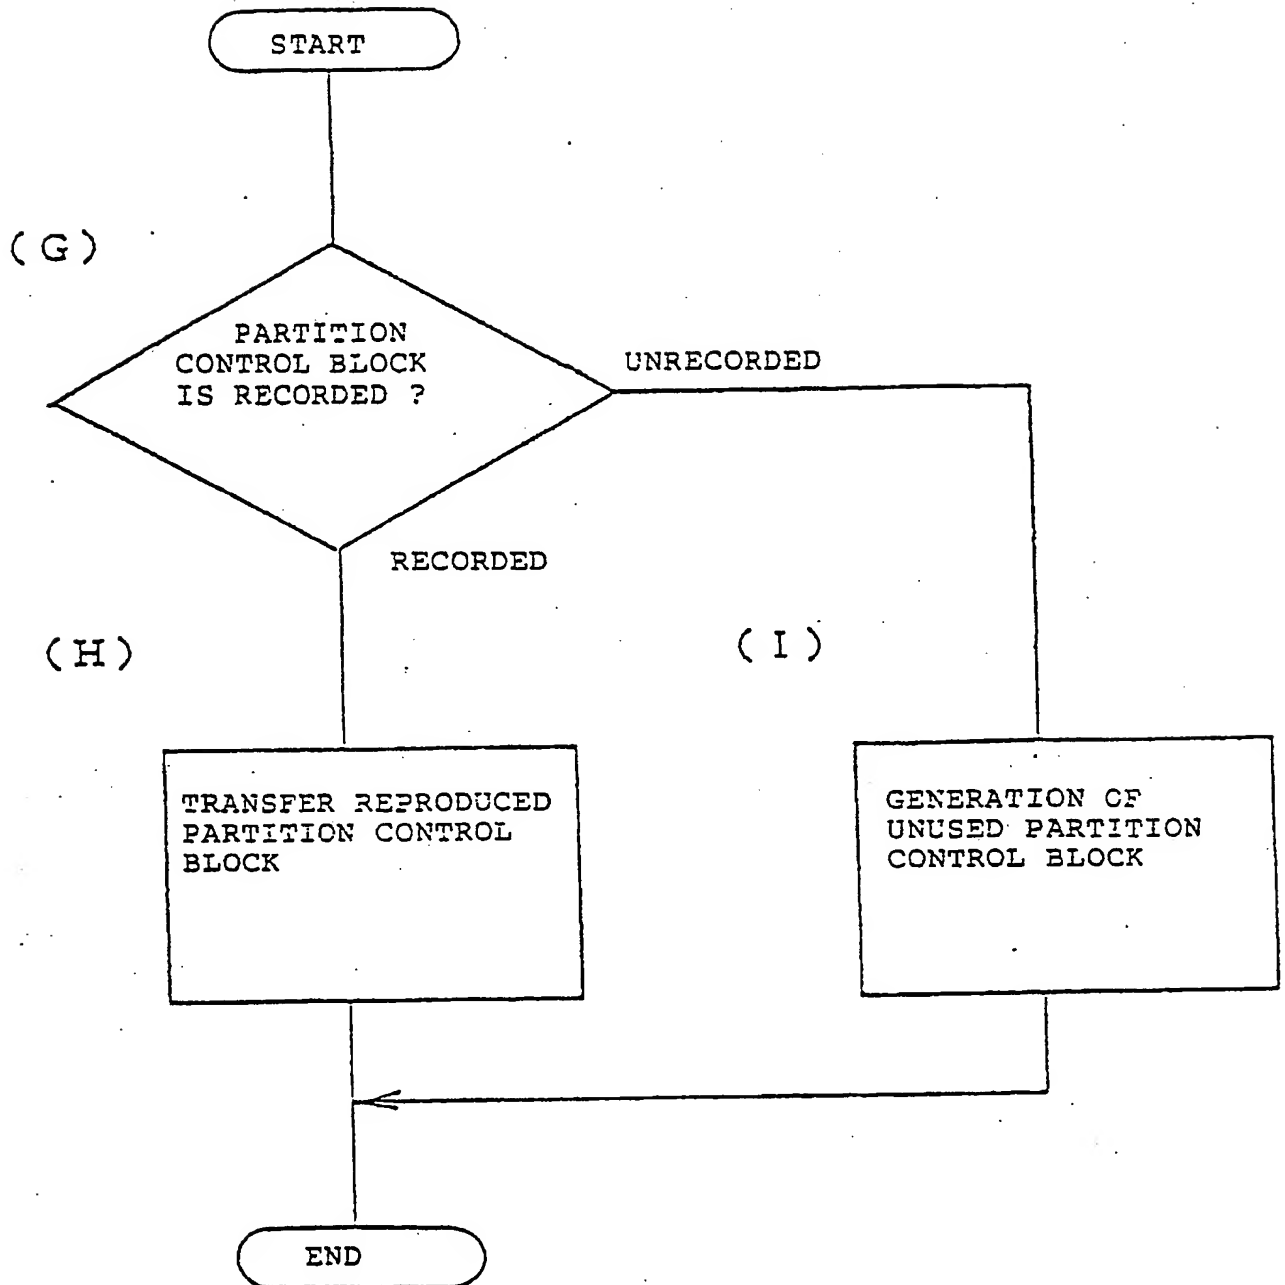 START
(G)
PARTITION
CONTROL BLOCK
IS RECORDED ?
UNRECORDED
RECORDED
(H)
(I)
TRANSFER REPRODUCED
PARTITION CONTROL
BLOCK
GENERATION OF
UNUSED PARTITION
CONTROL BLOCK
END